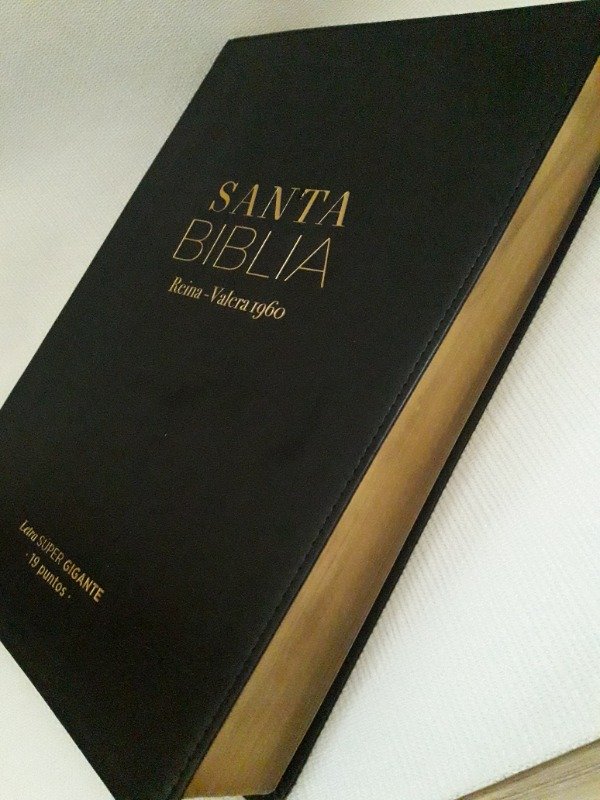 SANTA
BIBLIA
Reina-Valera 1960
Letra SÚPER GIGANTE
· 19 puntos ·